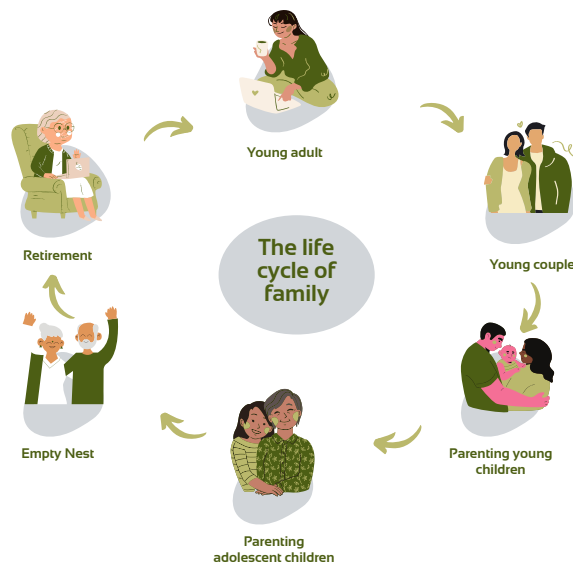 Young adult
Retirement
The life
cycle of
family
Young couple
Empty Nest
Parenting young
children
Parenting
adolescent children